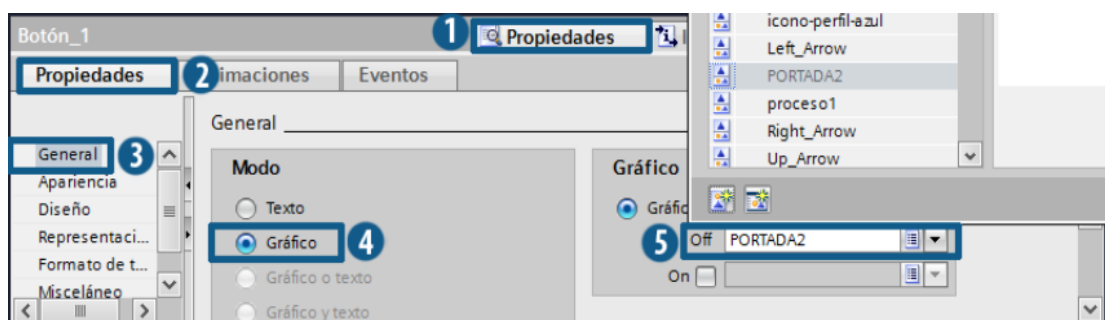 Botón_1
1
Propiedades
Propiedades
2
imaciones
Eventos
General
General
3
Apariencia
Diseño
Representaci...
Formato de t...
Misceláneo
Modo
Texto
Gráfico
4
Gráfico o texto
Gráfico y texto
Gráfico
Gráfic
5
Off PORTADA2
On
icono-perfil-azul
Left_Arrow
PORTADA2
proceso1
Right_Arrow
Up_Arrow